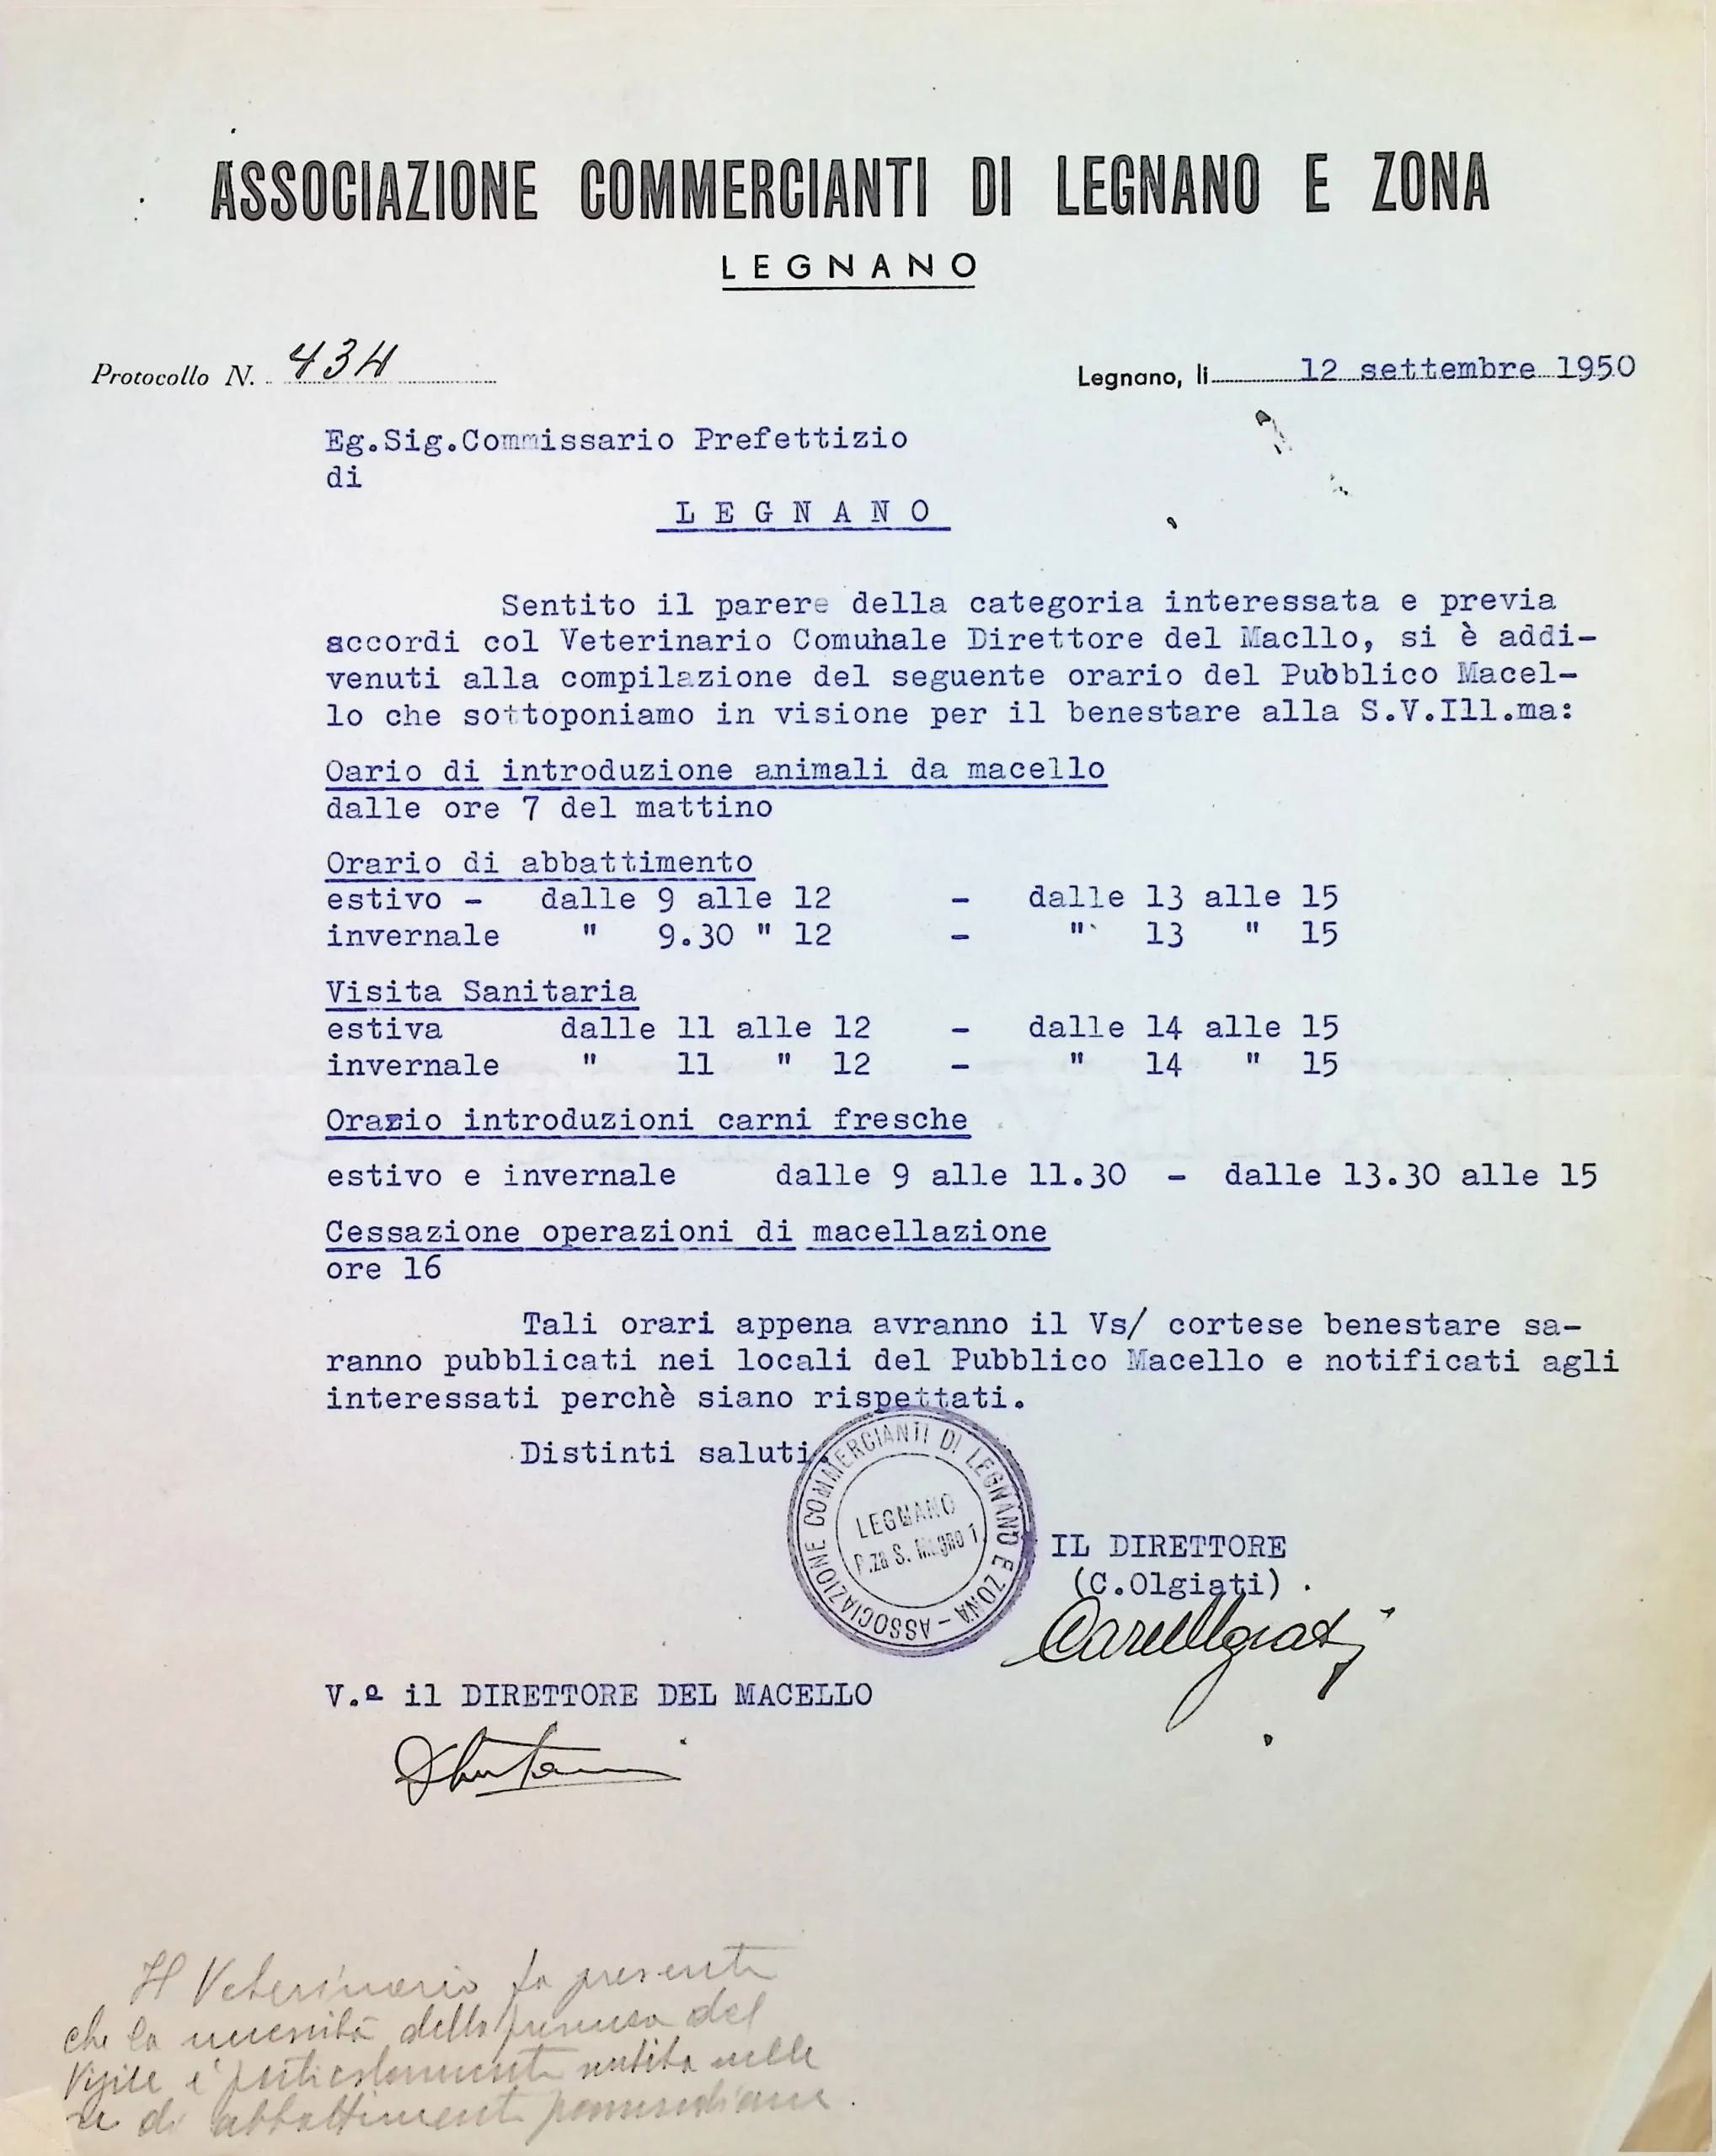 ASSOCIAZIONE COMMERCIANTI DI LEGNANO E ZONA
LEGNANO
Protocollo N. 434
Legnano, li 12 settembre 1950
Eg.Sig.Commissario Prefettizio
di
L E G N A N O
Sentito il parere della categoria interessata e previa
accordi col Veterinario Comuhale Direttore del Macllo, si è addi-
venuti alla compilazione del seguente orario del Pubblico Macel-
lo che sottoponiamo in visione per il benestare alla S.V.Ill.ma:
Oario di introduzione animali da macello
dalle ore 7 del mattino
Orario di abbattimento
estivo - dalle 9 alle 12 - dalle 13 alle 15
invernale " 9.30 " 12 - " 13 " 15
Visita Sanitaria
estiva dalle 11 alle 12 - dalle 14 alle 15
invernale " 11 " 12 - " 14 " 15
Orario introduzioni carni fresche
estivo e invernale dalle 9 alle 11.30 - dalle 13.30 alle 15
Cessazione operazioni di macellazione
ore 16
Tali orari appena avranno il Vs/ cortese benestare sa-
ranno pubblicati nei locali del Pubblico Macello e notificati agli
interessati perchè siano rispettati.
Distinti saluti
ASSOCIAZIONE COMMERCIANTI DI LEGNANO E ZONA -
LEGNANO
P.za S. Magno 1
IL DIRETTORE
(C.Olgiati)
V.º il DIRETTORE DEL MACELLO
Il Veterinario fa presente
che la necessità della presenza del
Vigile è particolarmente sentita nelle
re di abbattimenti pomeridiane.